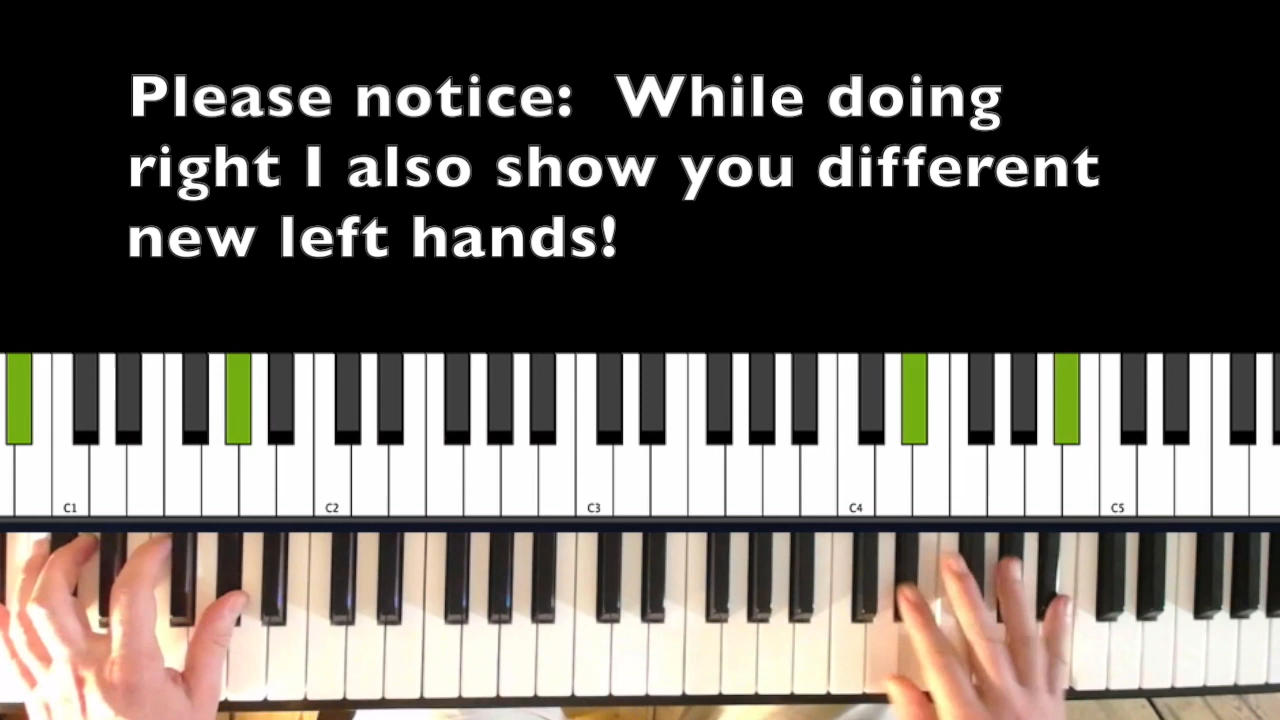 Please notice:  While doing
right I also show you different
new left hands!
C1 C2 C3 C4 C5